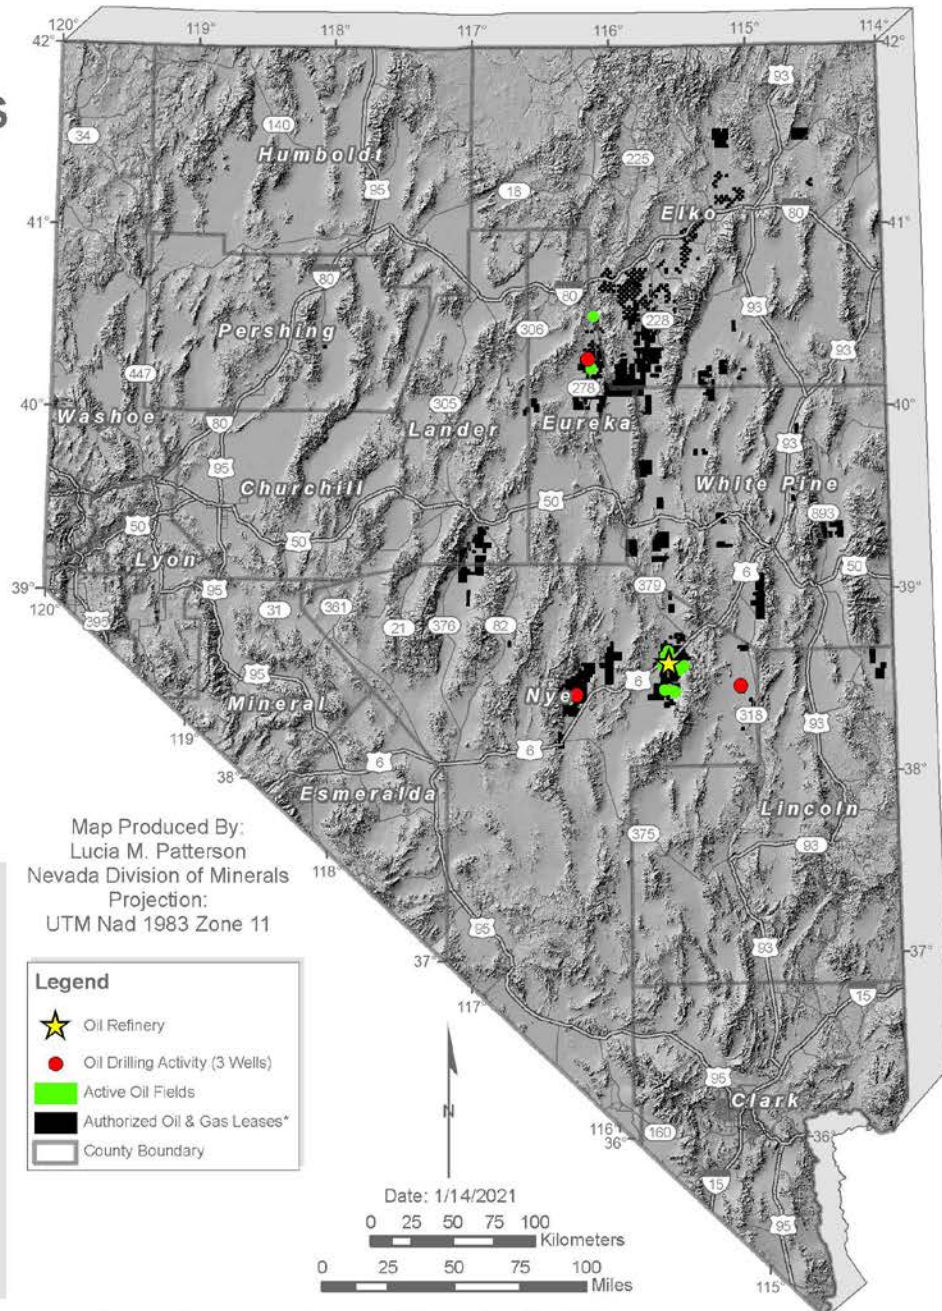 S
120°
119°
118°
117°
116°
115°
114°
42°
42°
93
34
140
Humboldt
225
95
18
Elko
41°
41°
80
80
80
93
Pershing
306
228
93
447
278
40°
305
40°
Washoe
80
Lander
Eureka
93
95
White Pine
Churchill
50
893
50
50
Lyon
6
50
39°
379
39°
120°
95
31
361
21
376
82
395
95
6
Nye
Mineral
318
93
119°
6
6
38°
38°
Esmeralda
Lincoln
375
93
118°
Map Produced By:
Lucia M. Patterson
Nevada Division of Minerals
Projection:
UTM Nad 1983 Zone 11
95
93
37°
37°
15
117°
Legend
Oil Refinery
Oil Drilling Activity (3 Wells)
Active Oil Fields
Authorized Oil & Gas Leases*
County Boundary
95
Clark
N
116°
36°
160
36°
15
95
115°
Date: 1/14/2021
0 25 50 75 100
Kilometers
0 25 50 75 100
Miles